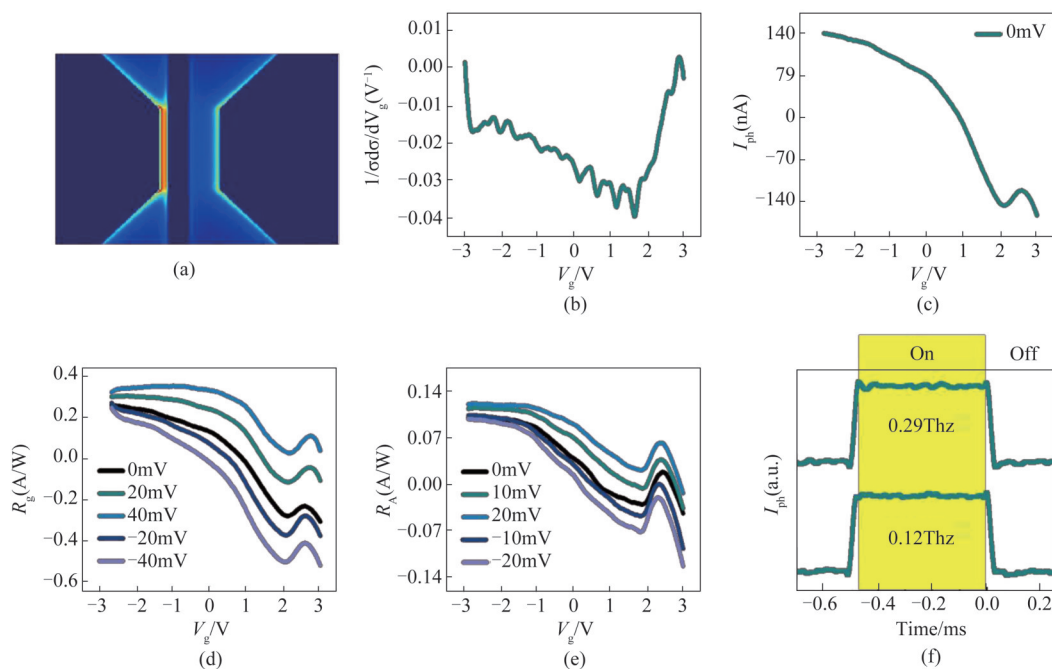 (a)
0.00
−0.01
−0.02
−0.03
−0.04
1/σdσ/dVg(V⁻¹)
−3 −2 −1 0 1 2 3
Vg/V
(b)
0mV
140
79
0
−70
−140
Iph(nA)
−3 −2 −1 0 1 2 3
Vg/V
(c)
0.4
0.2
0.0
−0.2
−0.4
−0.6
Rg(A/W)
0mV
20mV
40mV
−20mV
−40mV
−3 −2 −1 0 1 2 3
Vg/V
(d)
0.14
0.07
0.00
−0.07
−0.14
RA(A/W)
0mV
10mV
20mV
−10mV
−20mV
−3 −2 −1 0 1 2 3
Vg/V
(e)
On Off
0.29Thz
0.12Thz
Iph(a.u.)
−0.6 −0.4 −0.2 0.0 0.2
Time/ms
(f)